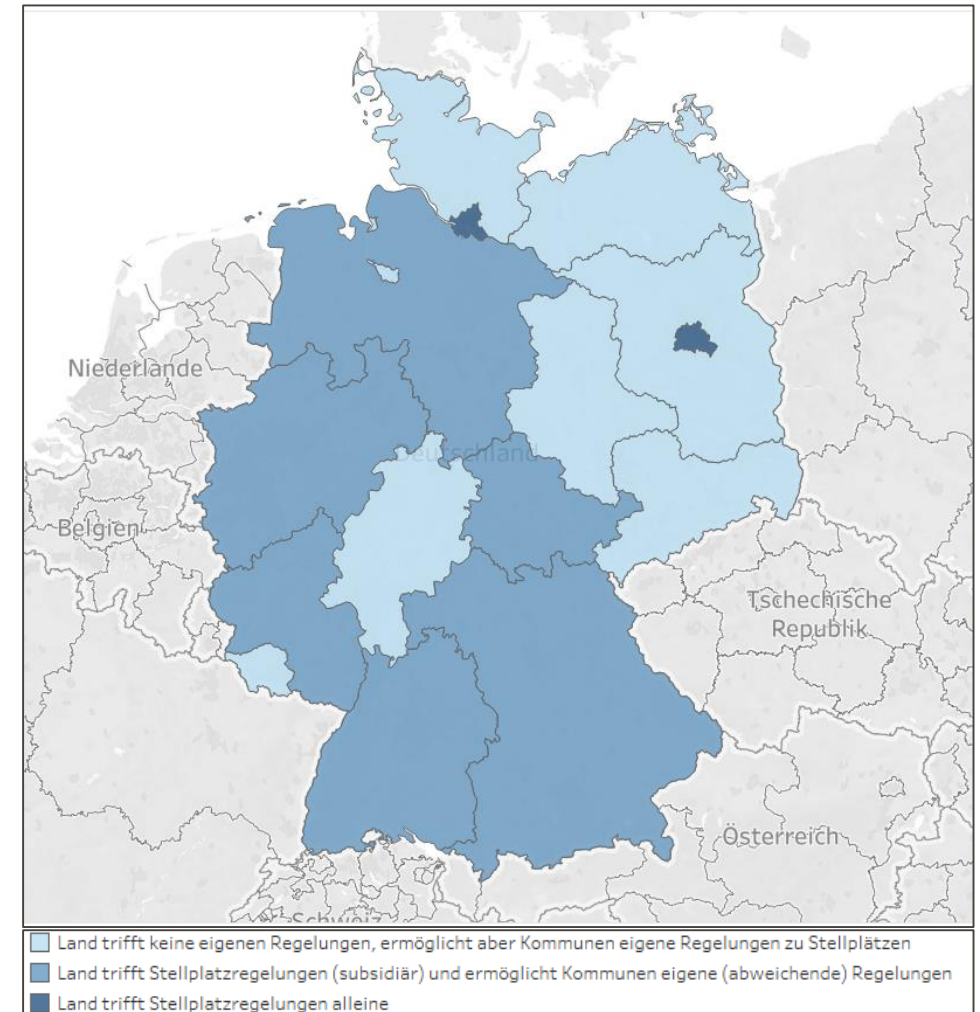 Niederlande
Deutschland
Belgien
Tschechische
Republik
Österreich
Schweiz
Land trifft keine eigenen Regelungen, ermöglicht aber Kommunen eigene Regelungen zu Stellplätzen
Land trifft Stellplatzregelungen (subsidiär) und ermöglicht Kommunen eigene (abweichende) Regelungen
Land trifft Stellplatzregelungen alleine